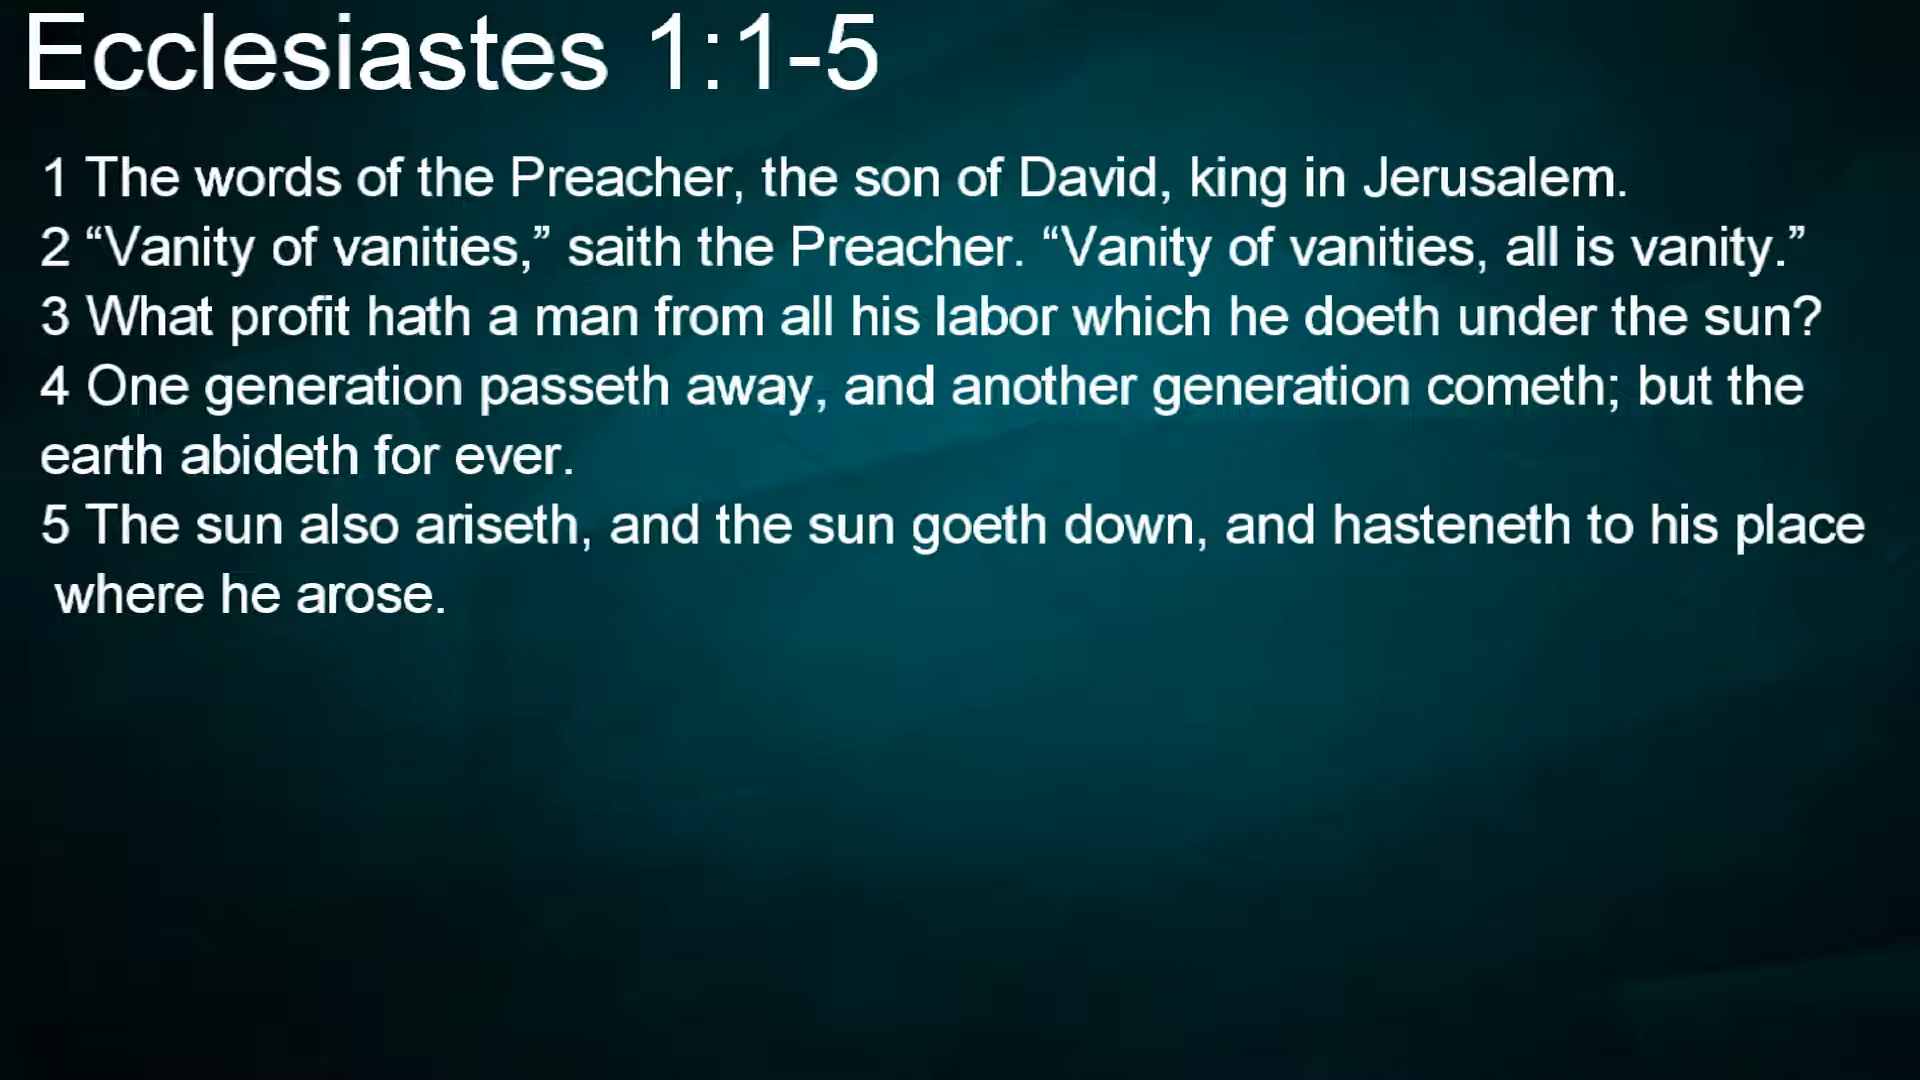 Ecclesiastes 1:1-5
1 The words of the Preacher, the son of David, king in Jerusalem.
2 “Vanity of vanities,” saith the Preacher. “Vanity of vanities, all is vanity.”
3 What profit hath a man from all his labor which he doeth under the sun?
4 One generation passeth away, and another generation cometh; but the
earth abideth for ever.
5 The sun also ariseth, and the sun goeth down, and hasteneth to his place
where he arose.